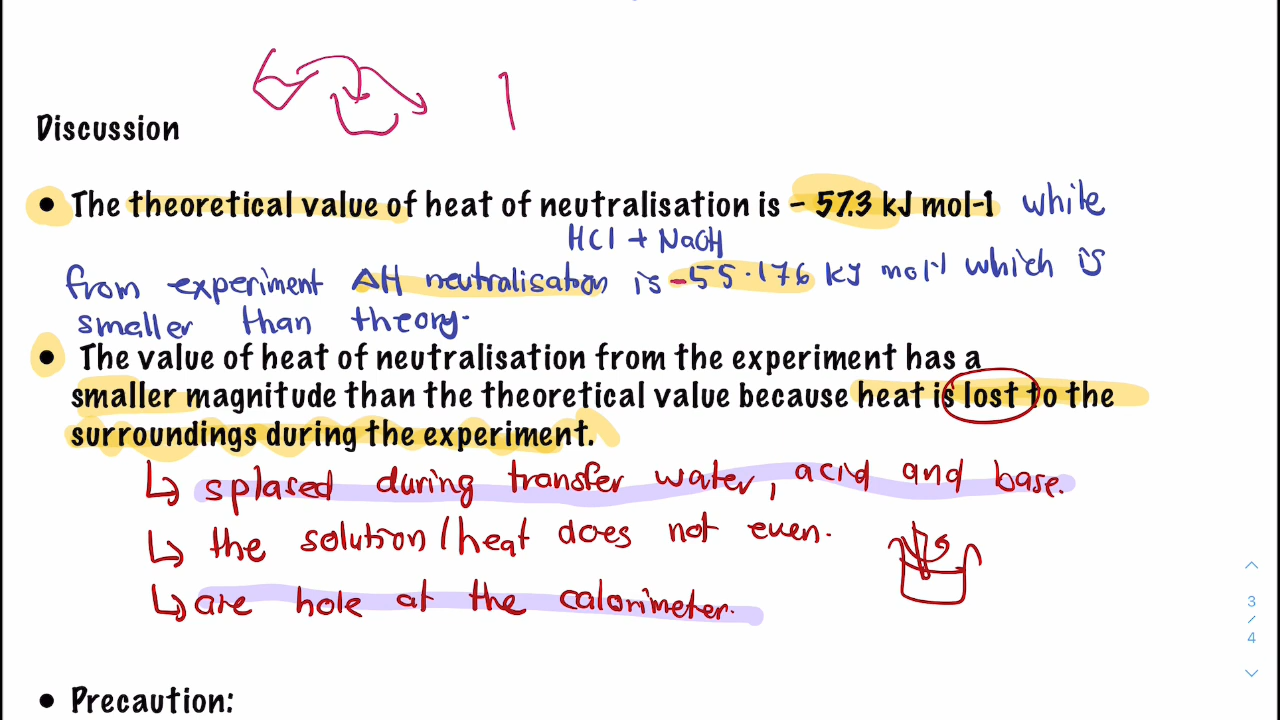 Discussion
• The theoretical value of heat of neutralisation is - 57.3 kJ mol-1 while
HCl + NaOH
from experiment ΔH neutralisation is -55.176 kJ mol-1 which is
smaller than theory.
• The value of heat of neutralisation from the experiment has a
smaller magnitude than the theoretical value because heat is lost to the
surroundings during the experiment.
↳ splased during transfer water, acid and base.
↳ the solution/heat does not even.
↳ are hole at the calorimeter.
3
/
4
• Precaution: